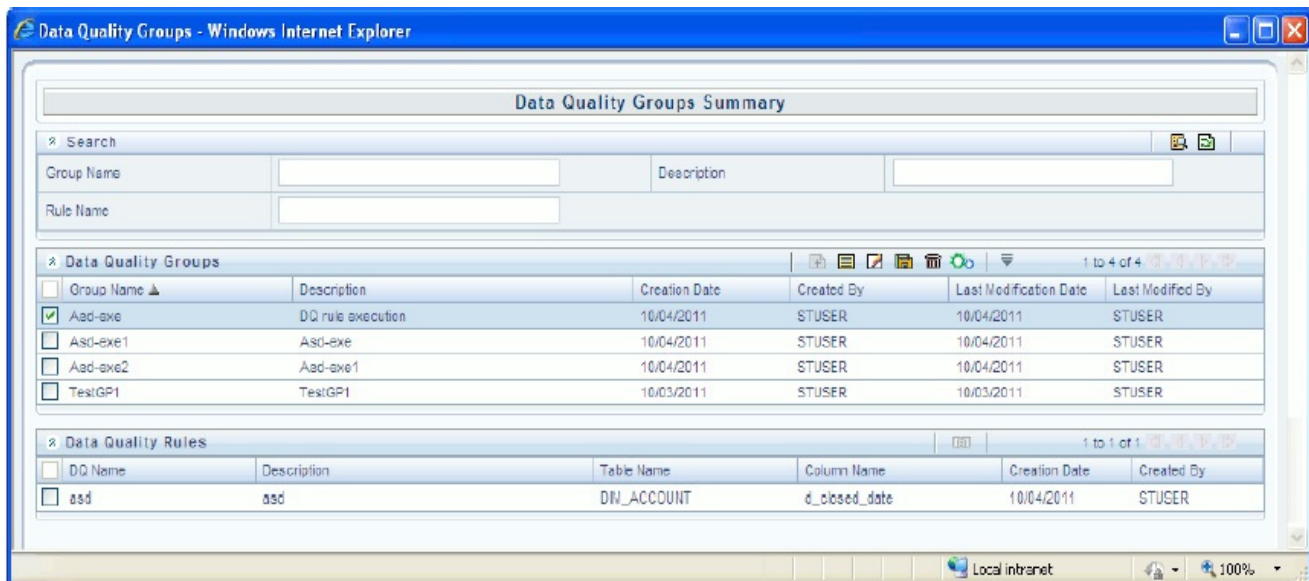 Data Quality Groups - Windows Internet Explorer
Data Quality Groups Summary
Search
Group Name Description
Rule Name
Data Quality Groups 1 to 4 of 4
Group Name Description Creation Date Created By Last Modification Date Last Modified By
Asd-exe DQ rule execution 10/04/2011 STUSER 10/04/2011 STUSER
Asd-exe1 Asd-exe 10/04/2011 STUSER 10/04/2011 STUSER
Asd-exe2 Asd-exe1 10/04/2011 STUSER 10/04/2011 STUSER
TestGP1 TestGP1 10/03/2011 STUSER 10/03/2011 STUSER
Data Quality Rules 1 to 1 of 1
DQ Name Description Table Name Column Name Creation Date Created By
asd asd DIM_ACCOUNT d_closed_date 10/04/2011 STUSER
Local intranet 100%